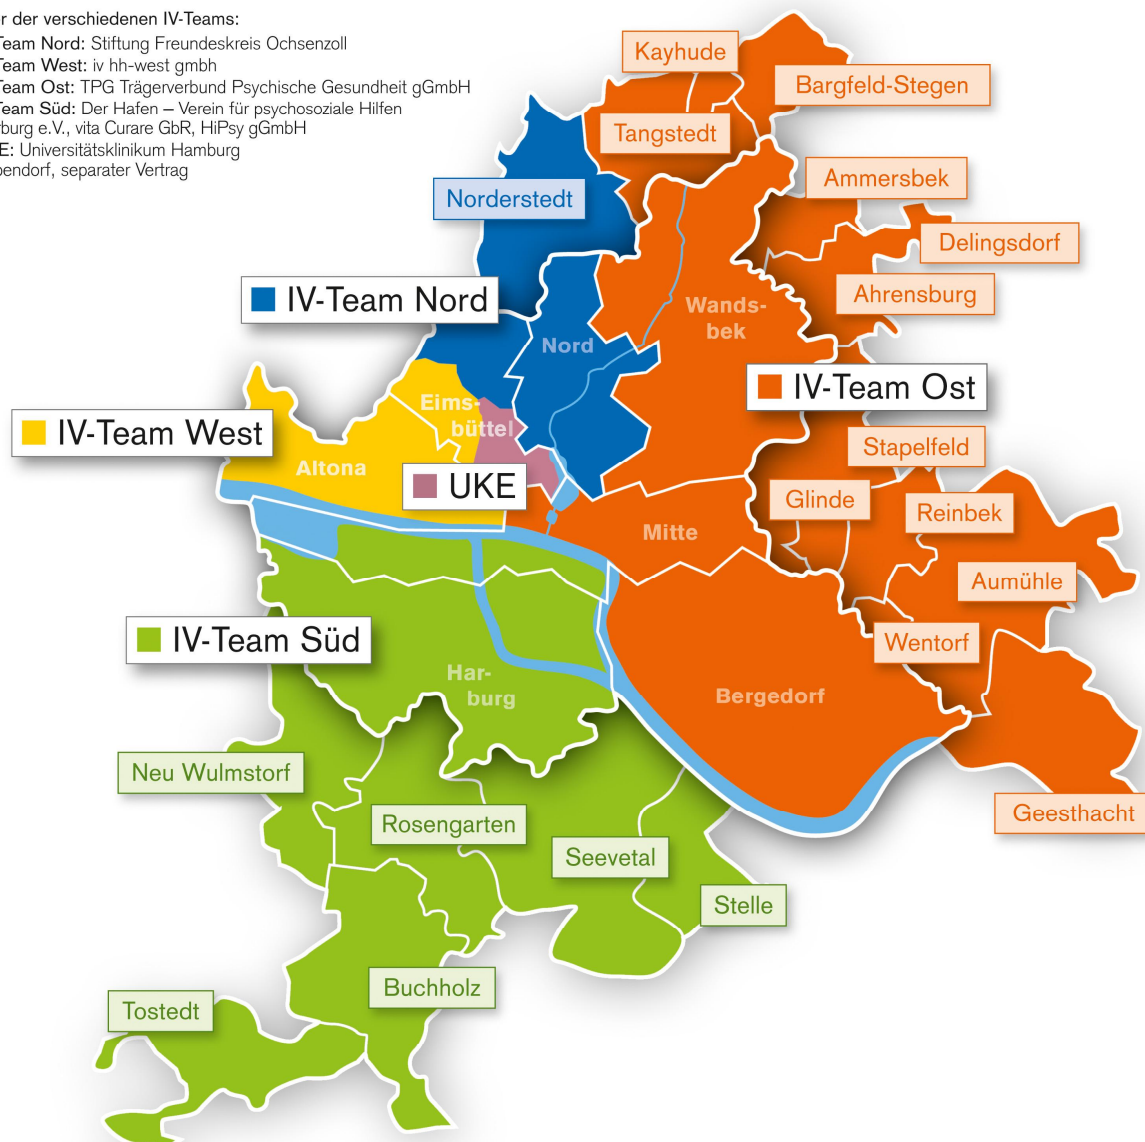 r der verschiedenen IV-Teams:
Team Nord: Stiftung Freundeskreis Ochsenzoll
Team West: iv hh-west gmbh
Team Ost: TPG Trägerverbund Psychische Gesundheit gGmbH
Team Süd: Der Hafen – Verein für psychosoziale Hilfen
rburg e.V., vita Curare GbR, HiPsy gGmbH
E: Universitätsklinikum Hamburg
pendorf, separater Vertrag
Kayhude
Bargfeld-Stegen
Tangstedt
Ammersbek
Norderstedt
Delingsdorf
Ahrensburg
IV-Team Nord
Wands-
bek
Nord
IV-Team Ost
Eims-
büttel
IV-Team West
Stapelfeld
Altona
UKE
Glinde
Reinbek
Mitte
Aumühle
IV-Team Süd
Wentorf
Har-
burg
Bergedorf
Neu Wulmstorf
Geesthacht
Rosengarten
Seevetal
Stelle
Buchholz
Tostedt